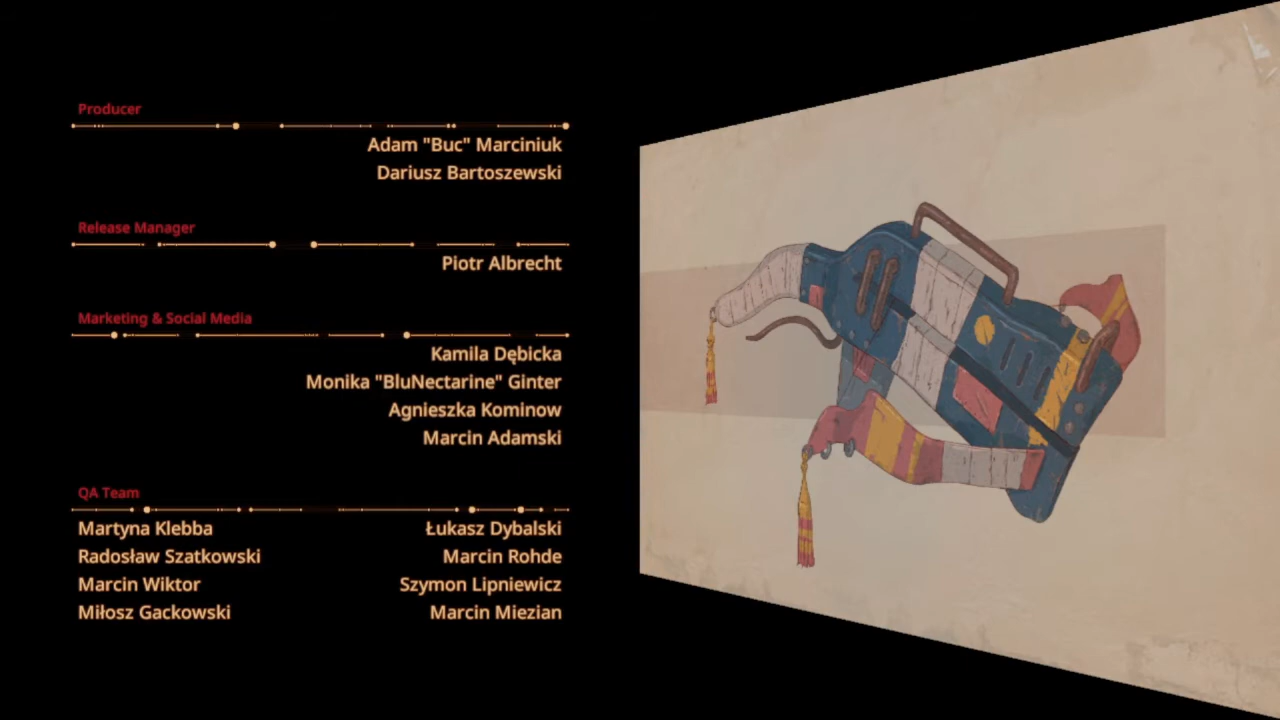 Producer
Adam "Buc" Marciniuk
Dariusz Bartoszewski
Release Manager
Piotr Albrecht
Marketing & Social Media
Kamila Dębicka
Monika "BluNectarine" Ginter
Agnieszka Kominow
Marcin Adamski
QA Team
Martyna Klebba Łukasz Dybalski
Radosław Szatkowski Marcin Rohde
Marcin Wiktor Szymon Lipniewicz
Miłosz Gackowski Marcin Miezian